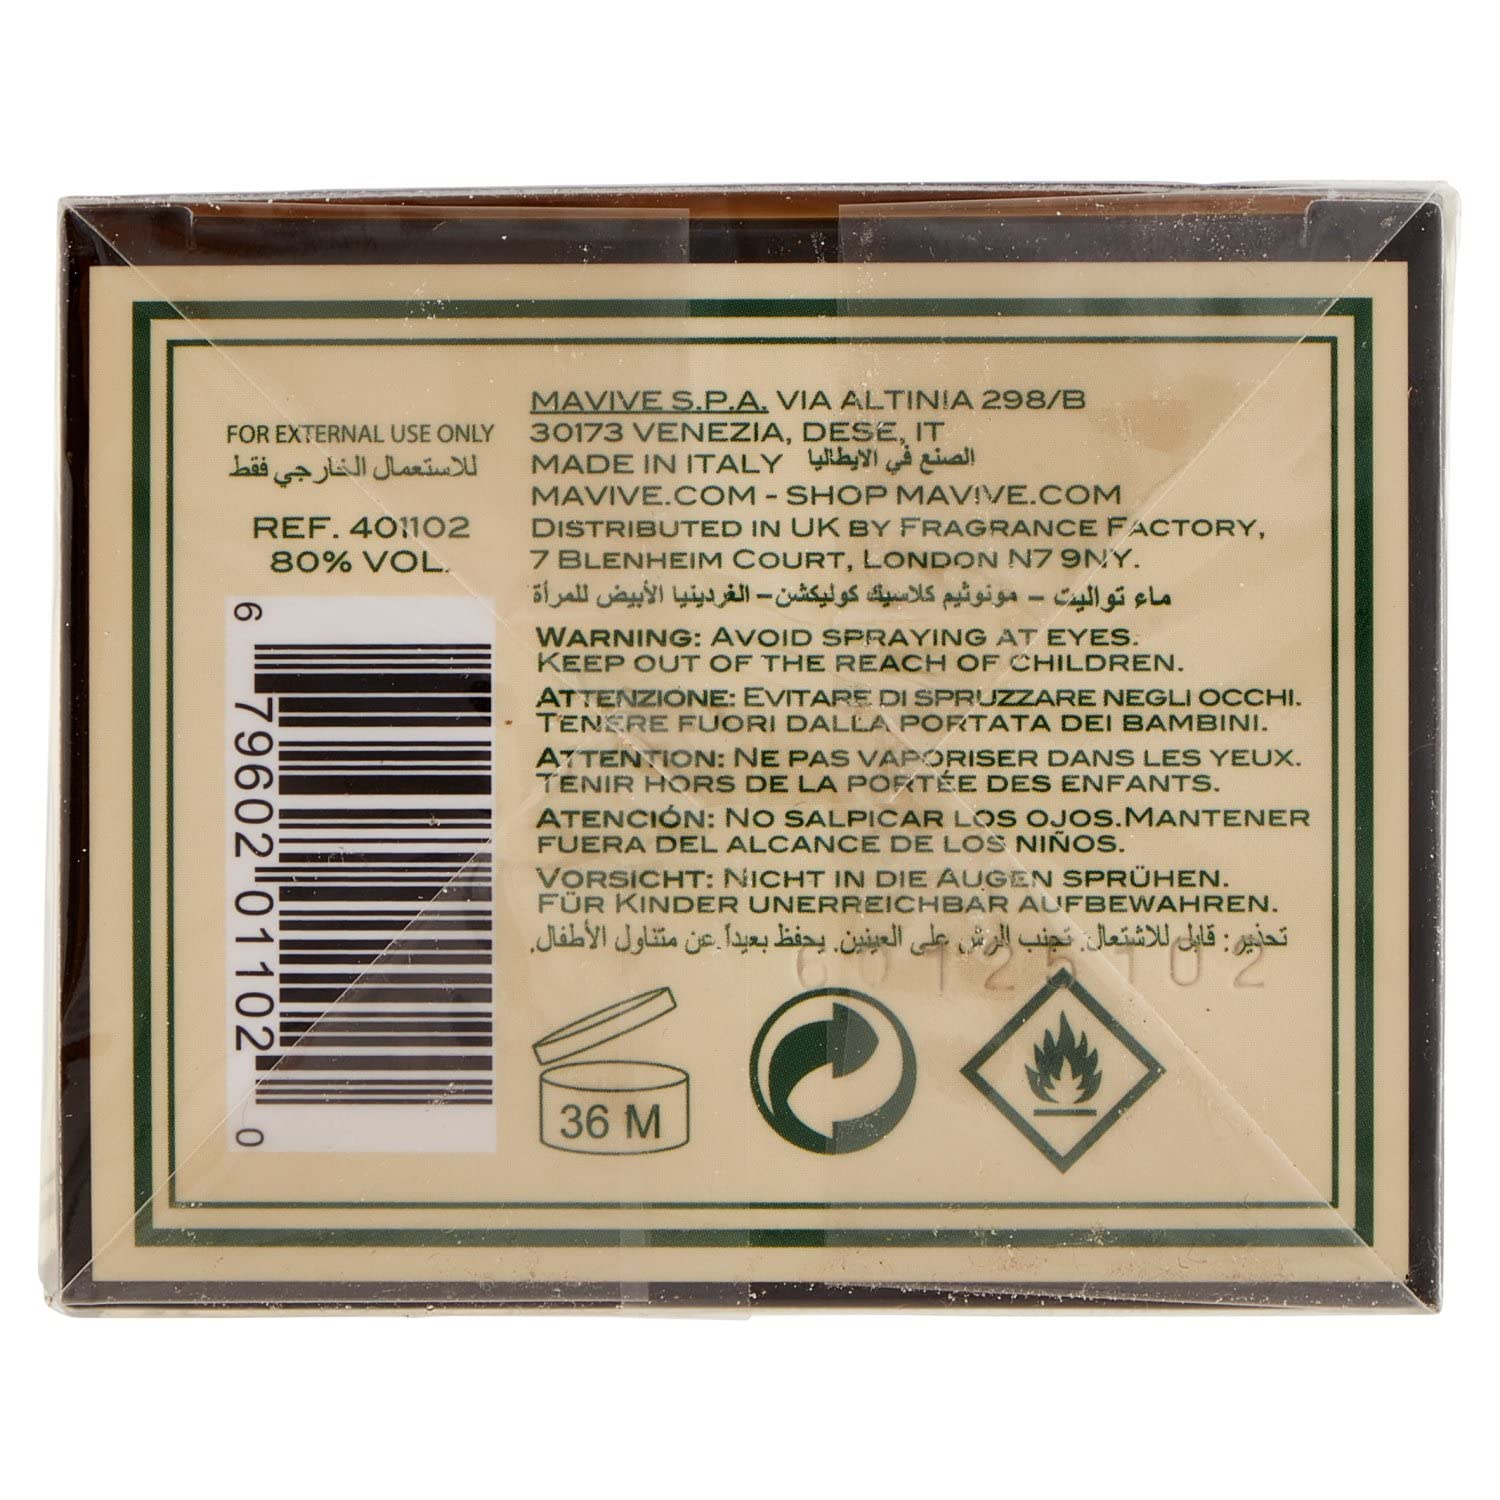 FOR EXTERNAL USE ONLY
للاستعمال الخارجي فقط
REF. 401102
80% VOL.
6 79602 01102 0
MAVIVE S.P.A. VIA ALTINIA 298/B
30173 VENEZIA, DESE, IT
MADE IN ITALY الصنع في الايطاليا
MAVIVE.COM - SHOP MAVIVE.COM
DISTRIBUTED IN UK BY FRAGRANCE FACTORY,
7 BLENHEIM COURT, LONDON N7 9NY.
ماء تواليت - مونوثيم كلاسيك كوليكشن - الغردينيا الأبيض للمرأة
WARNING: AVOID SPRAYING AT EYES.
KEEP OUT OF THE REACH OF CHILDREN.
ATTENZIONE: EVITARE DI SPRUZZARE NEGLI OCCHI.
TENERE FUORI DALLA PORTATA DEI BAMBINI.
ATTENTION: NE PAS VAPORISER DANS LES YEUX.
TENIR HORS DE LA PORTÉE DES ENFANTS.
ATENCIÓN: NO SALPICAR LOS OJOS.MANTENER
FUERA DEL ALCANCE DE LOS NIÑOS.
VORSICHT: NICHT IN DIE AUGEN SPRÜHEN.
FÜR KINDER UNERREICHBAR AUFBEWAHREN.
تحذير: قابل للاشتعال. تجنب الرش على العينين. يحفظ بعيداً عن متناول الأطفال.
36 M